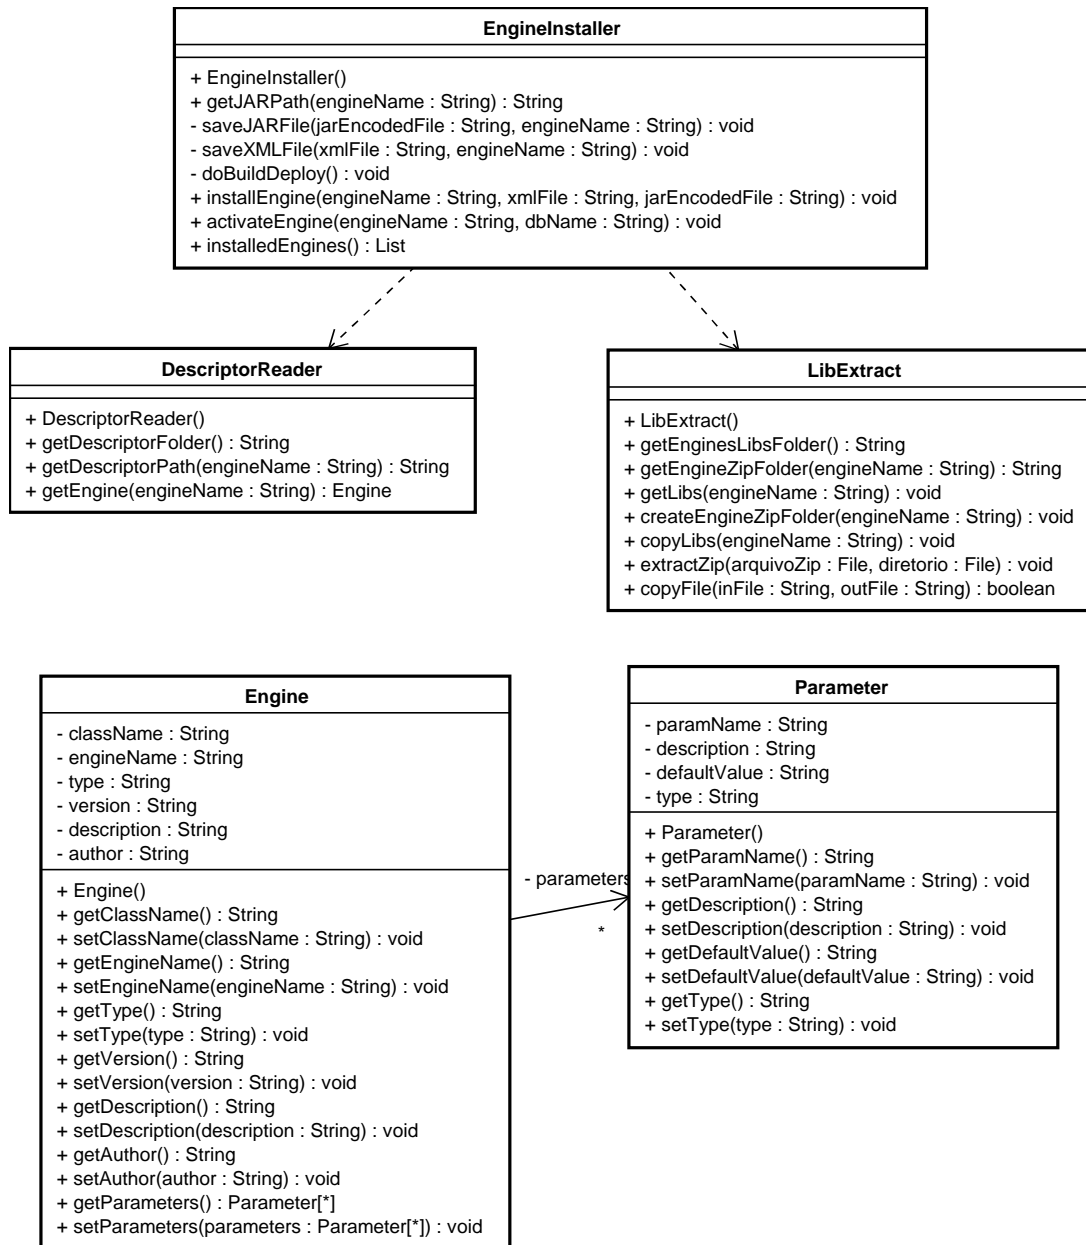 EngineInstaller
+ EngineInstaller()
+ getJARPath(engineName : String) : String
- saveJARFile(jarEncodedFile : String, engineName : String) : void
- saveXMLFile(xmlFile : String, engineName : String) : void
- doBuildDeploy() : void
+ installEngine(engineName : String, xmlFile : String, jarEncodedFile : String) : void
+ activateEngine(engineName : String, dbName : String) : void
+ installedEngines() : List
DescriptorReader
+ DescriptorReader()
+ getDescriptorFolder() : String
+ getDescriptorPath(engineName : String) : String
+ getEngine(engineName : String) : Engine
LibExtract
+ LibExtract()
+ getEnginesLibsFolder() : String
+ getEngineZipFolder(engineName : String) : String
+ getLibs(engineName : String) : void
+ createEngineZipFolder(engineName : String) : void
+ copyLibs(engineName : String) : void
+ extractZip(arquivoZip : File, diretorio : File) : void
+ copyFile(inFile : String, outFile : String) : boolean
Engine
- className : String
- engineName : String
- type : String
- version : String
- description : String
- author : String
+ Engine()
+ getClassName() : String
+ setClassName(className : String) : void
+ getEngineName() : String
+ setEngineName(engineName : String) : void
+ getType() : String
+ setType(type : String) : void
+ getVersion() : String
+ setVersion(version : String) : void
+ getDescription() : String
+ setDescription(description : String) : void
+ getAuthor() : String
+ setAuthor(author : String) : void
+ getParameters() : Parameter[*]
+ setParameters(parameters : Parameter[*]) : void
- parameters
*
Parameter
- paramName : String
- description : String
- defaultValue : String
- type : String
+ Parameter()
+ getParamName() : String
+ setParamName(paramName : String) : void
+ getDescription() : String
+ setDescription(description : String) : void
+ getDefaultValue() : String
+ setDefaultValue(defaultValue : String) : void
+ getType() : String
+ setType(type : String) : void